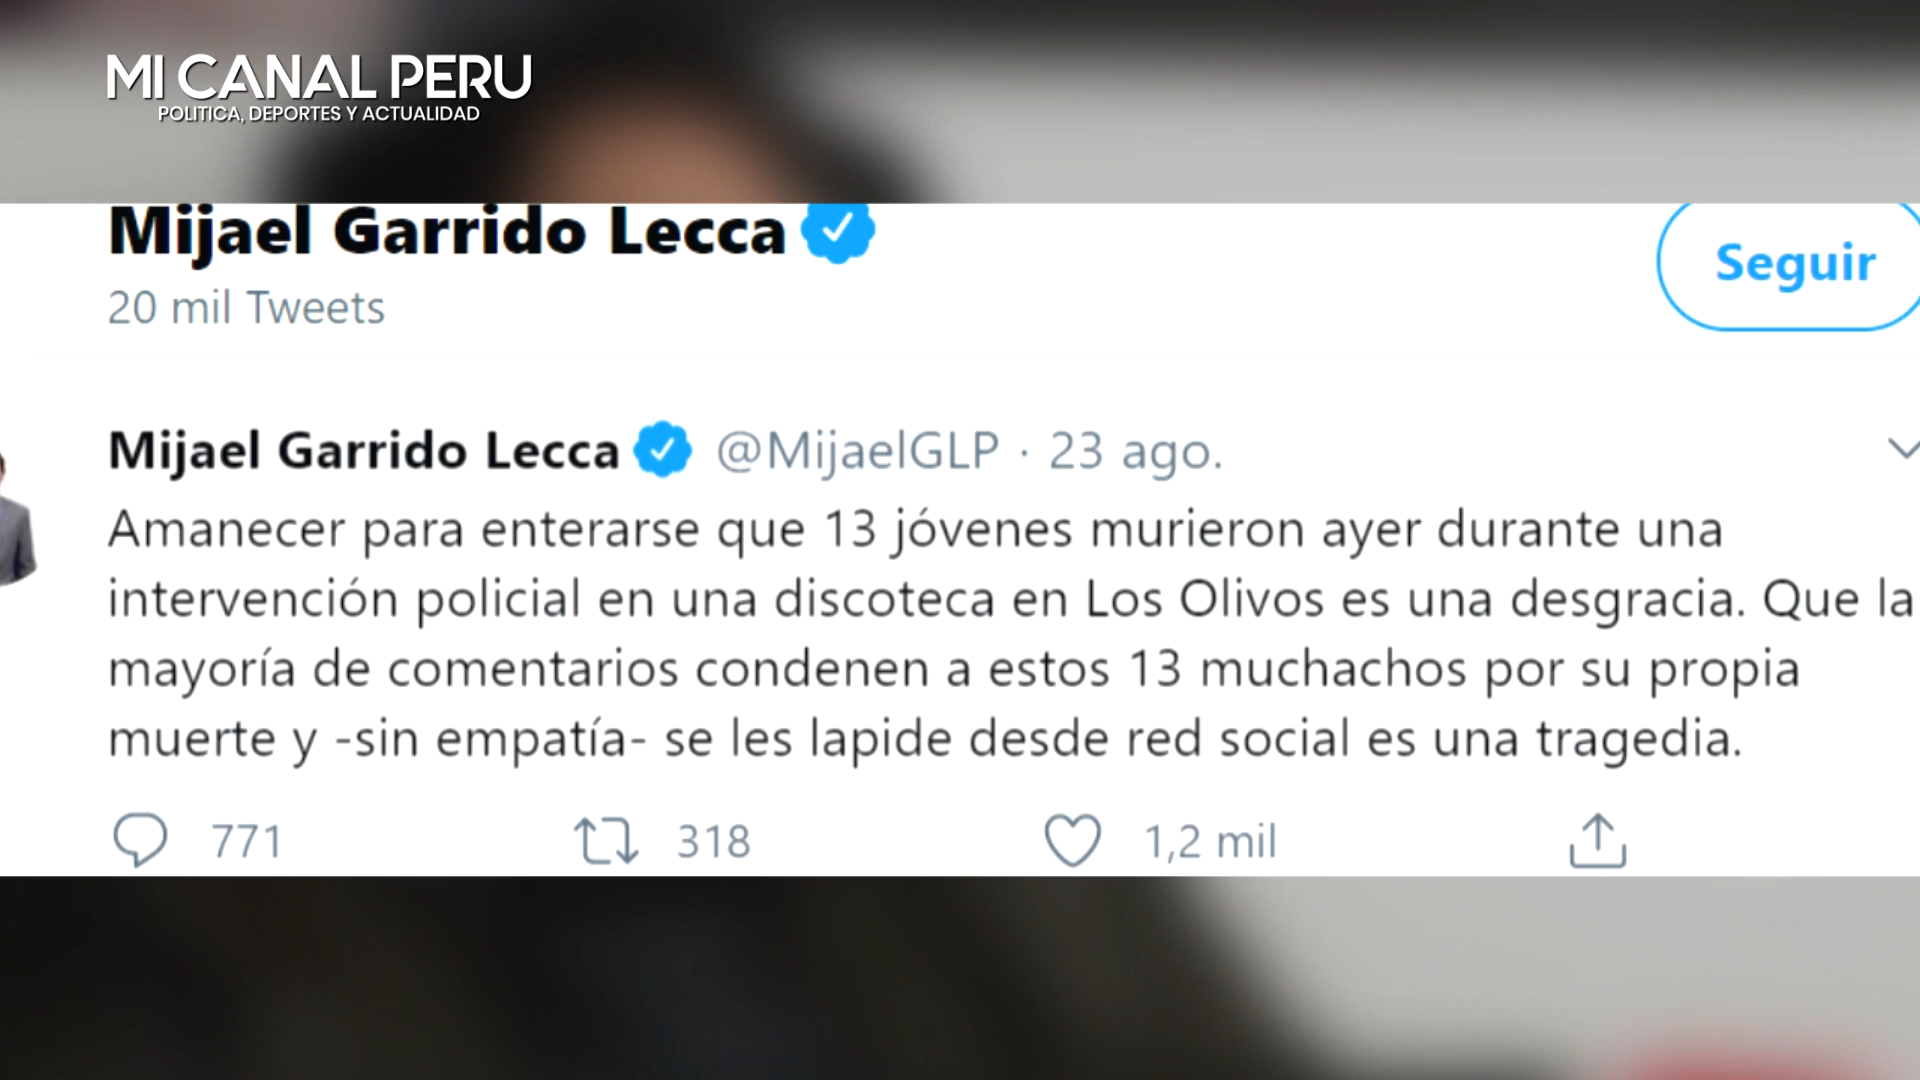 MI CANAL PERU
POLITICA, DEPORTES Y ACTUALIDAD
Mijael Garrido Lecca
20 mil Tweets
Seguir
Mijael Garrido Lecca @MijaelGLP · 23 ago.
Amanecer para enterarse que 13 jóvenes murieron ayer durante una
intervención policial en una discoteca en Los Olivos es una desgracia. Que la
mayoría de comentarios condenen a estos 13 muchachos por su propia
muerte y -sin empatía- se les lapide desde red social es una tragedia.
771 318 1,2 mil